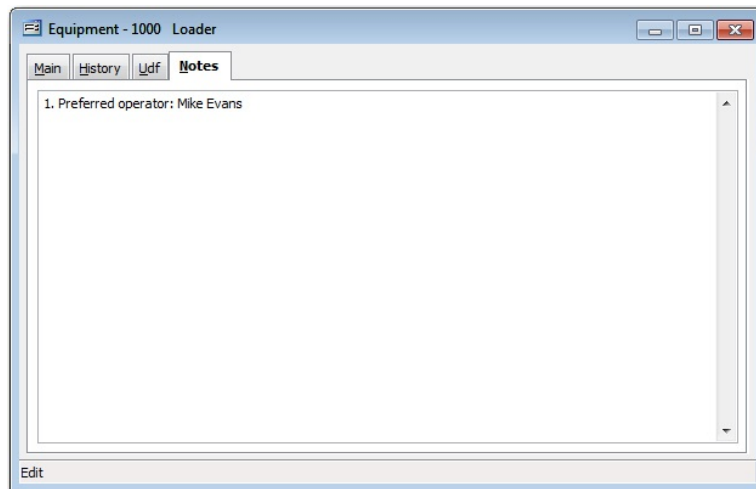 Equipment - 1000 Loader
Main History Udf Notes
1. Preferred operator: Mike Evans
Edit